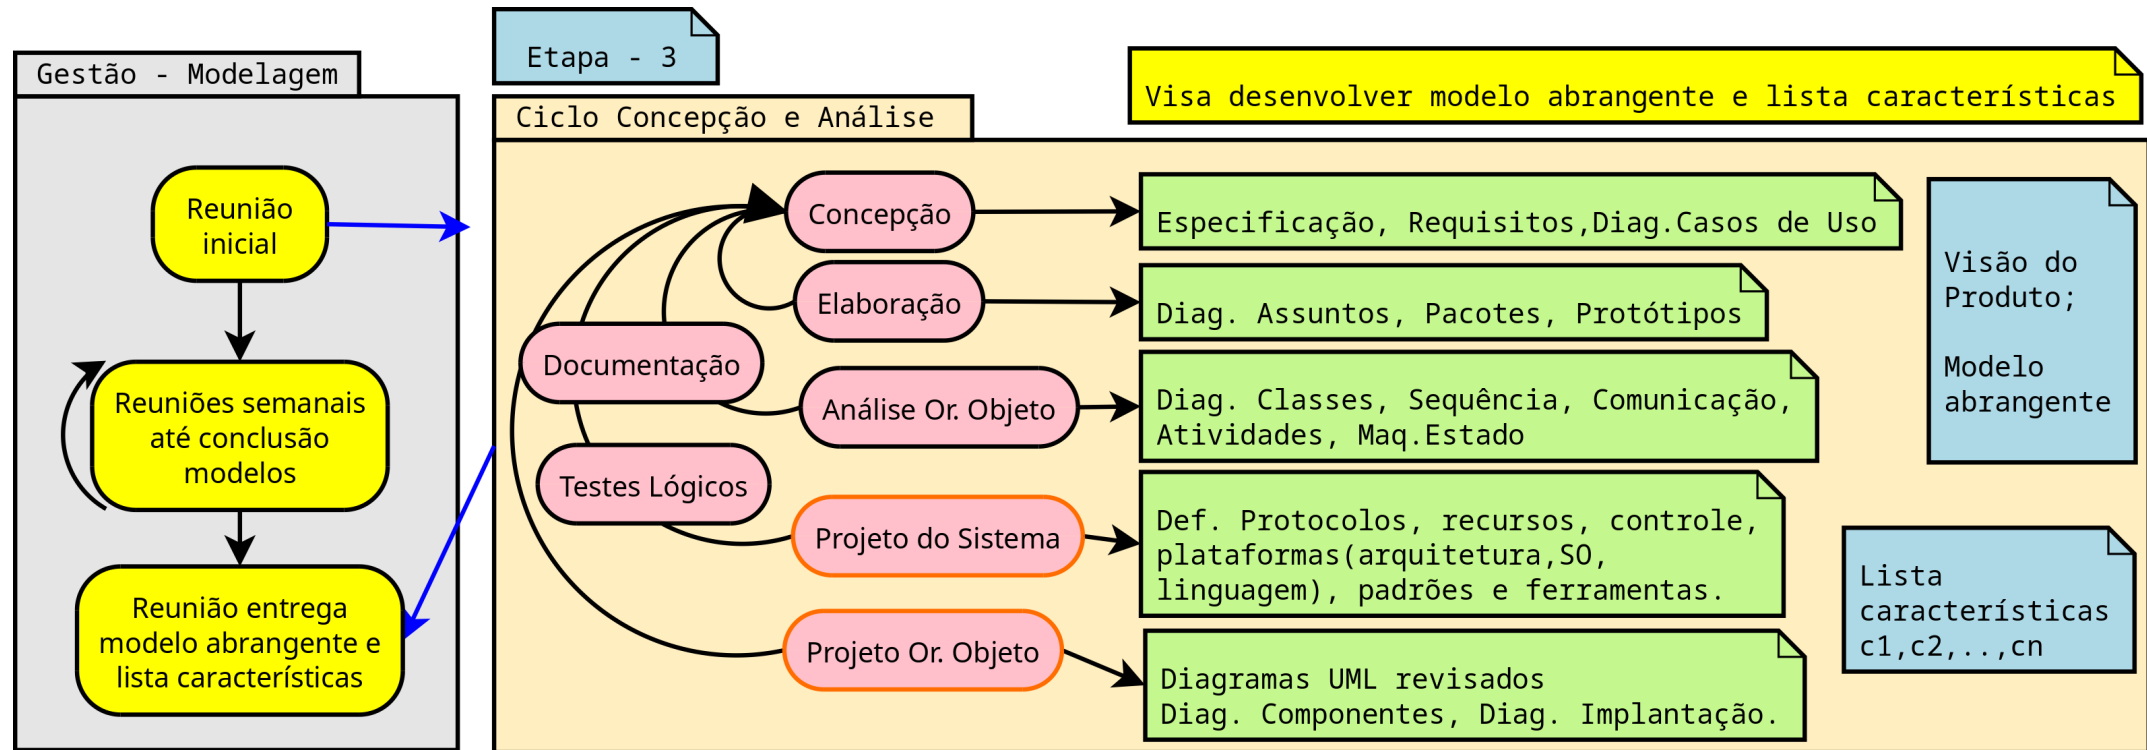 Etapa - 3
Gestão - Modelagem
Visa desenvolver modelo abrangente e lista características
Ciclo Concepção e Análise
Reunião
inicial
Reuniões semanais
até conclusão
modelos
Reunião entrega
modelo abrangente e
lista características
Concepção
Especificação, Requisitos,Diag.Casos de Uso
Elaboração
Diag. Assuntos, Pacotes, Protótipos
Documentação
Análise Or. Objeto
Diag. Classes, Sequência, Comunicação,
Atividades, Maq.Estado
Testes Lógicos
Projeto do Sistema
Def. Protocolos, recursos, controle,
plataformas(arquitetura,SO,
linguagem), padrões e ferramentas.
Projeto Or. Objeto
Diagramas UML revisados
Diag. Componentes, Diag. Implantação.
Visão do
Produto;
Modelo
abrangente
Lista
características
c1,c2,..,cn